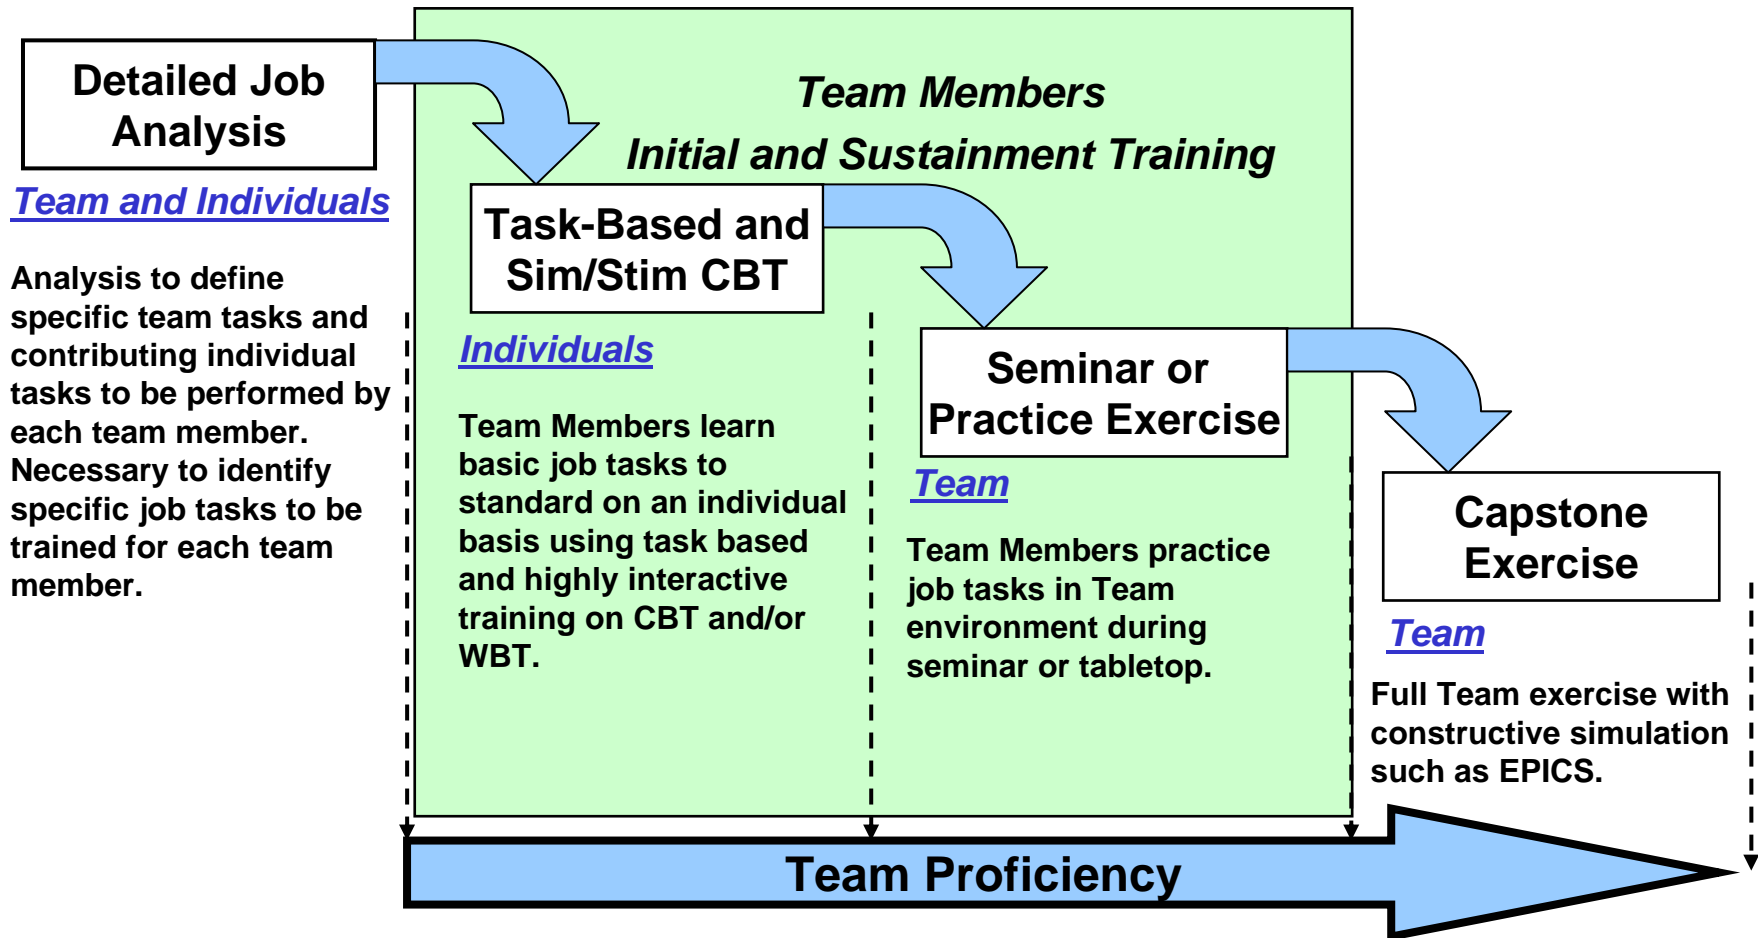 Detailed Job
Analysis
Team and Individuals
Analysis to define
specific team tasks and
contributing individual
tasks to be performed by
each team member.
Necessary to identify
specific job tasks to be
trained for each team
member.
Team Members
Initial and Sustainment Training
Task-Based and
Sim/Stim CBT
Individuals
Team Members learn
basic job tasks to
standard on an individual
basis using task based
and highly interactive
training on CBT and/or
WBT.
Seminar or
Practice Exercise
Team
Team Members practice
job tasks in Team
environment during
seminar or tabletop.
Capstone
Exercise
Team
Full Team exercise with
constructive simulation
such as EPICS.
Team Proficiency